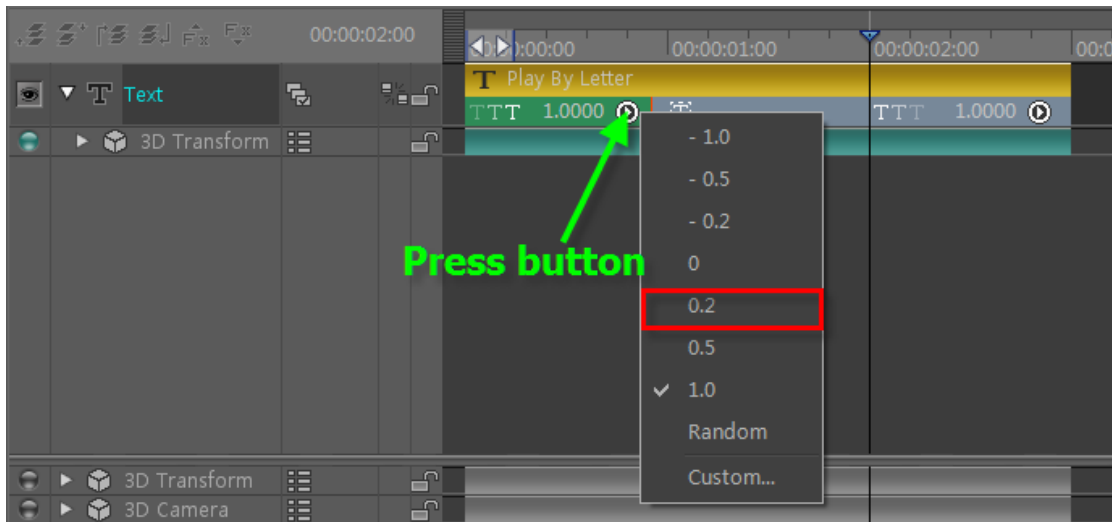 00:00:02:00
0:00:00
00:00:01:00
00:00:02:00
Play By Letter
Text
TTT 1.0000
TTT 1.0000
3D Transform
- 1.0
- 0.5
- 0.2
Press button
0
0.2
0.5
1.0
Random
Custom...
3D Transform
3D Camera